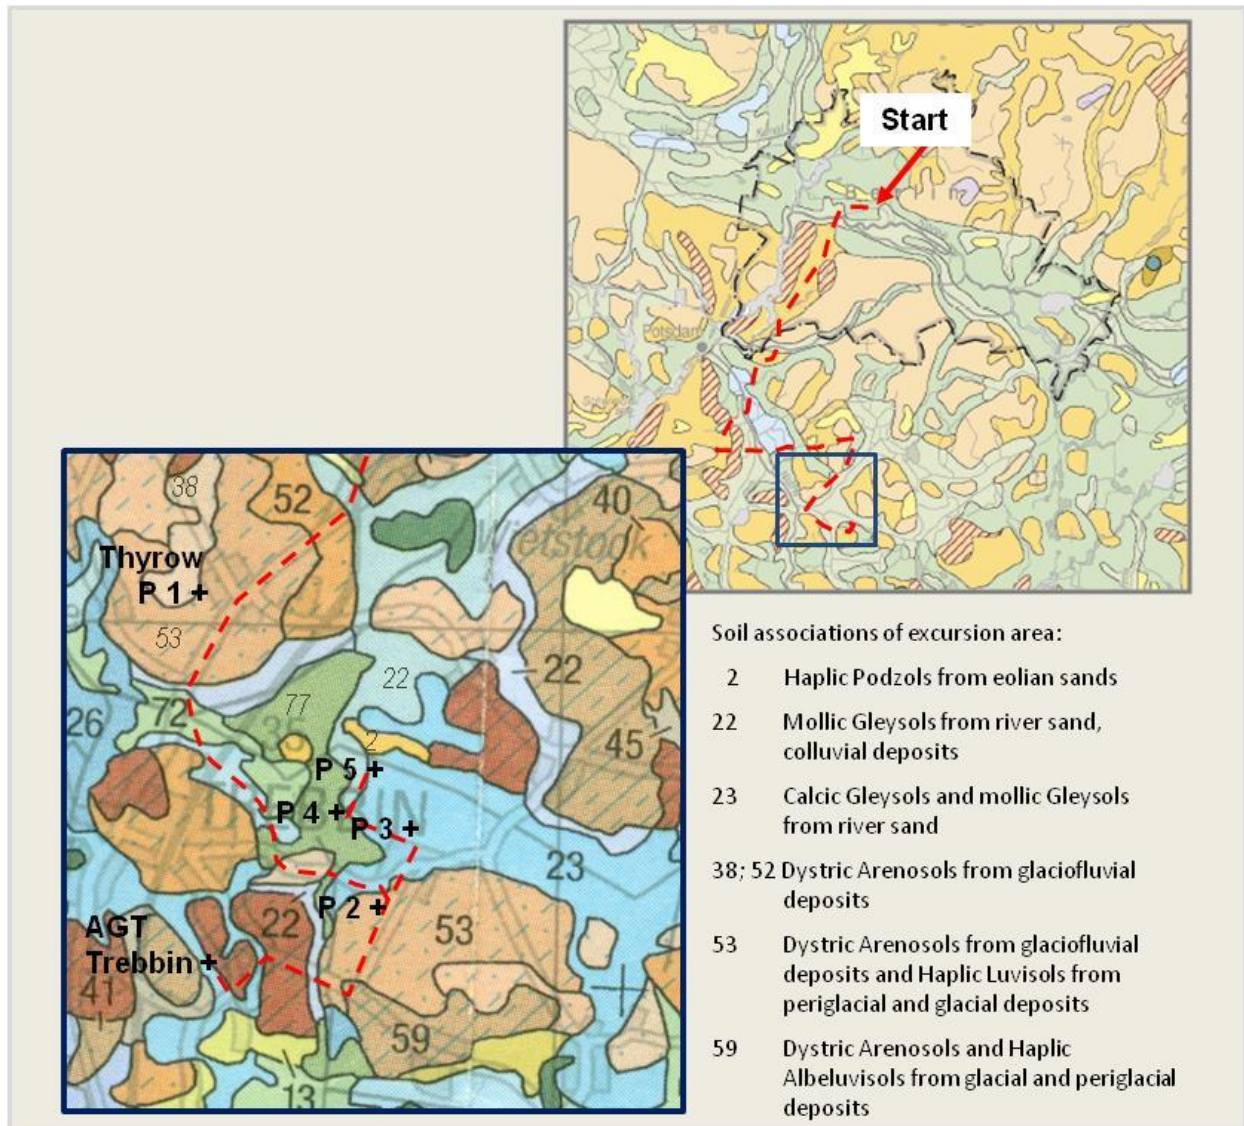 Start
Berlin
Potsdam
38
52
40
Wietstock
Thyrow
P 1 +
53
22
22
77
72
26
45
2
P 5 +
P 4 +
P 3 +
TREBBIN
23
P 2 +
22
53
AGT
Trebbin +
41
59
13
Soil associations of excursion area:
2 Haplic Podzols from eolian sands
22 Mollic Gleysols from river sand,
colluvial deposits
23 Calcic Gleysols and mollic Gleysols
from river sand
38; 52 Dystric Arenosols from glaciofluvial
deposits
53 Dystric Arenosols from glaciofluvial
deposits and Haplic Luvisols from
periglacial and glacial deposits
59 Dystric Arenosols and Haplic
Albeluvisols from glacial and periglacial
deposits